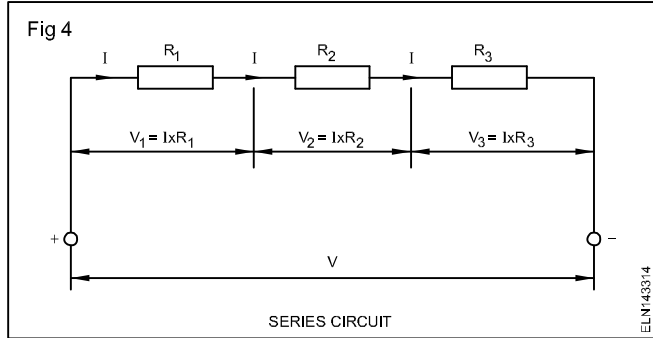 Fig 4
I R₁ I R₂ I R₃
V₁ = IxR₁ V₂ = IxR₂ V₃ = IxR₃
+ −
V
SERIES CIRCUIT
ELN143314